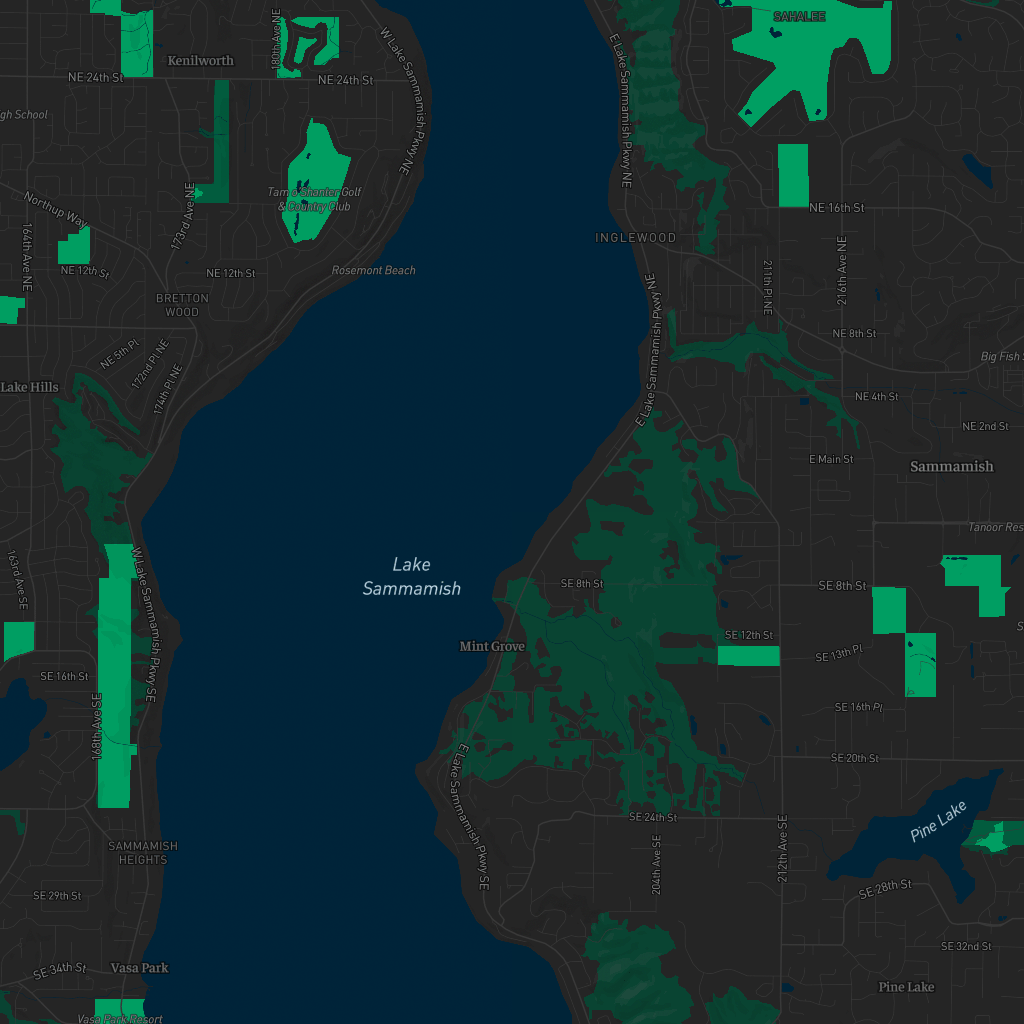 SAHALEE
180th Ave NE
W Lake Sammamish Pkwy NE
E Lake Sammamish Pkwy NE
Kenilworth
NE 24th St
NE 24th St
gh School
Tam o'Shanter Golf
& Country Club
173rd Ave NE
Northup Way
NE 16th St
164th Ave NE
INGLEWOOD
NE 12th St
NE 12th St
Rosemont Beach
211th Pl NE
216th Ave NE
BRETTON
WOOD
E Lake Sammamish Pkwy NE
NE 8th St
NE 5th Pl
172nd Pl NE
174th Pl NE
Big Fish S
Lake Hills
NE 4th St
NE 2nd St
E Main St
Sammamish
Tanoor Res
Lake
Sammamish
163rd Ave SE
W Lake Sammamish Pkwy SE
SE 8th St
SE 8th St
SE 12th St
Mint Grove
SE 13th Pl
SE 16th St
SE 16th Pl
168th Ave SE
SE 20th St
E Lake Sammamish Pkwy SE
Pine Lake
SE 24th St
SAMMAMISH
HEIGHTS
204th Ave SE
212th Ave SE
SE 28th St
SE 29th St
SE 32nd St
SE 34th St
Vasa Park
Pine Lake
Vasa Park Resort